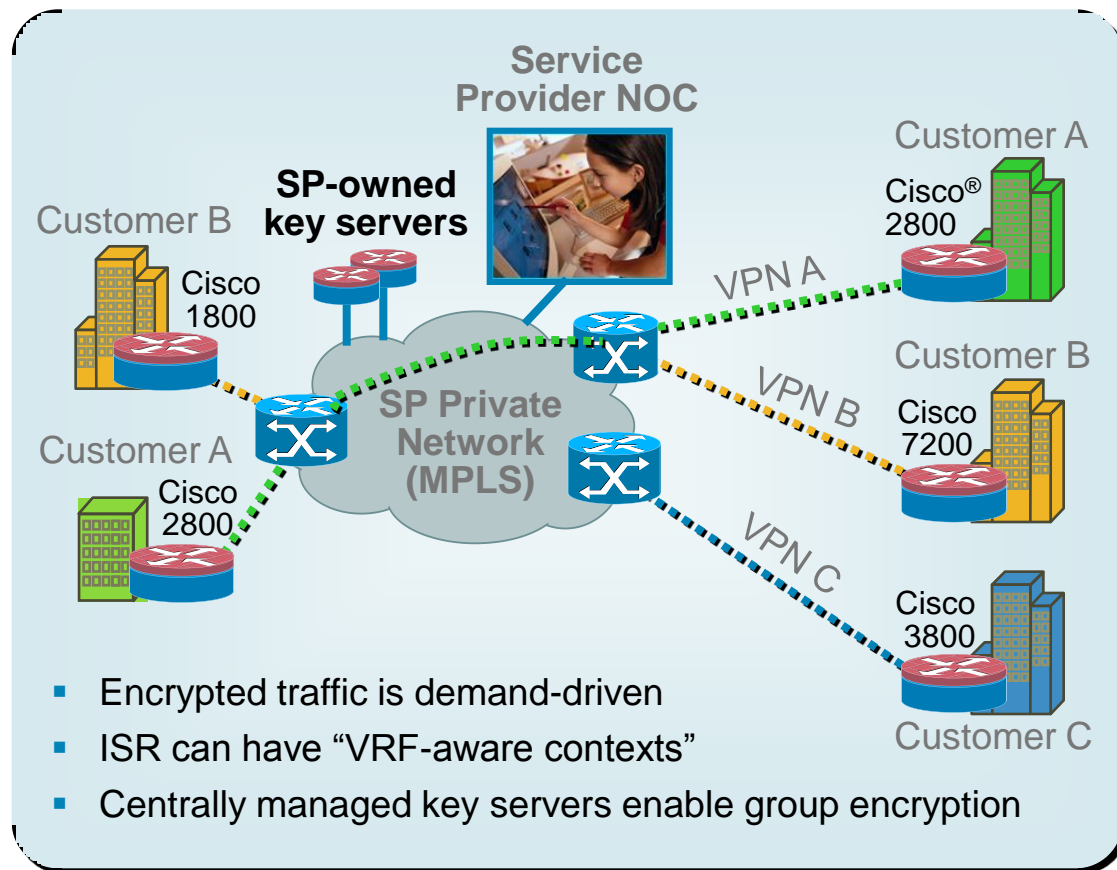 Service
Provider NOC
SP-owned
key servers
Customer B
Cisco
1800
Customer A
Cisco
2800
SP Private
Network
(MPLS)
VPN A
VPN B
VPN C
Customer A
Cisco®
2800
Customer B
Cisco
7200
Cisco
3800
Customer C
▪ Encrypted traffic is demand-driven
▪ ISR can have “VRF-aware contexts”
▪ Centrally managed key servers enable group encryption